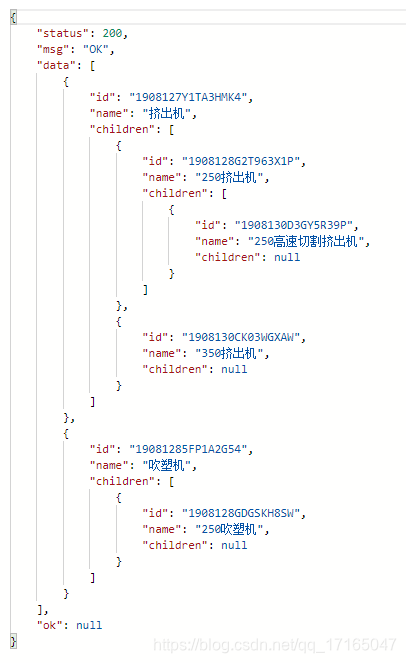 {
    "status": 200,
    "msg": "OK",
    "data": [
        {
            "id": "1908127Y1TA3HMK4",
            "name": "挤出机",
            "children": [
                {
                    "id": "1908128G2T963X1P",
                    "name": "250挤出机",
                    "children": [
                        {
                            "id": "1908130D3GY5R39P",
                            "name": "250高速切割挤出机",
                            "children": null
                        }
                    ]
                },
                {
                    "id": "1908130CK03WGXAW",
                    "name": "350挤出机",
                    "children": null
                }
            ]
        },
        {
            "id": "19081285FP1A2G54",
            "name": "吹塑机",
            "children": [
                {
                    "id": "1908128GDGSKH8SW",
                    "name": "250吹塑机",
                    "children": null
                }
            ]
        }
    ],
    "ok": null
}
https://blog.csdn.net/qq_17165047